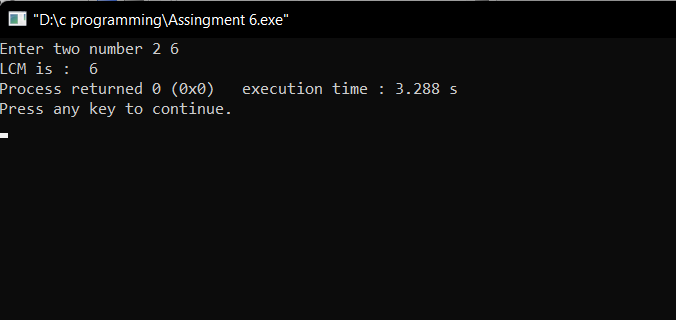 "D:\c programming\Assingment 6.exe"
Enter two number 2 6
LCM is :  6
Process returned 0 (0x0)   execution time : 3.288 s
Press any key to continue.